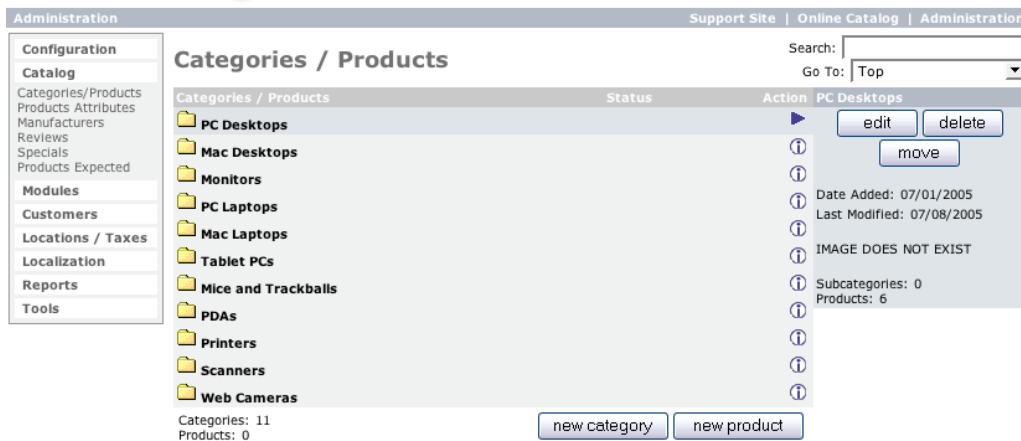 Administration Support Site | Online Catalog | Administration
Configuration
Catalog
Categories/Products
Products Attributes
Manufacturers
Reviews
Specials
Products Expected
Modules
Customers
Locations / Taxes
Localization
Reports
Tools
Categories / Products
Search:
Go To: Top
Categories / Products Status Action
PC Desktops
Mac Desktops
Monitors
PC Laptops
Mac Laptops
Tablet PCs
Mice and Trackballs
PDAs
Printers
Scanners
Web Cameras
Categories: 11
Products: 0
new category new product
PC Desktops
edit delete
move
Date Added: 07/01/2005
Last Modified: 07/08/2005
IMAGE DOES NOT EXIST
Subcategories: 0
Products: 6